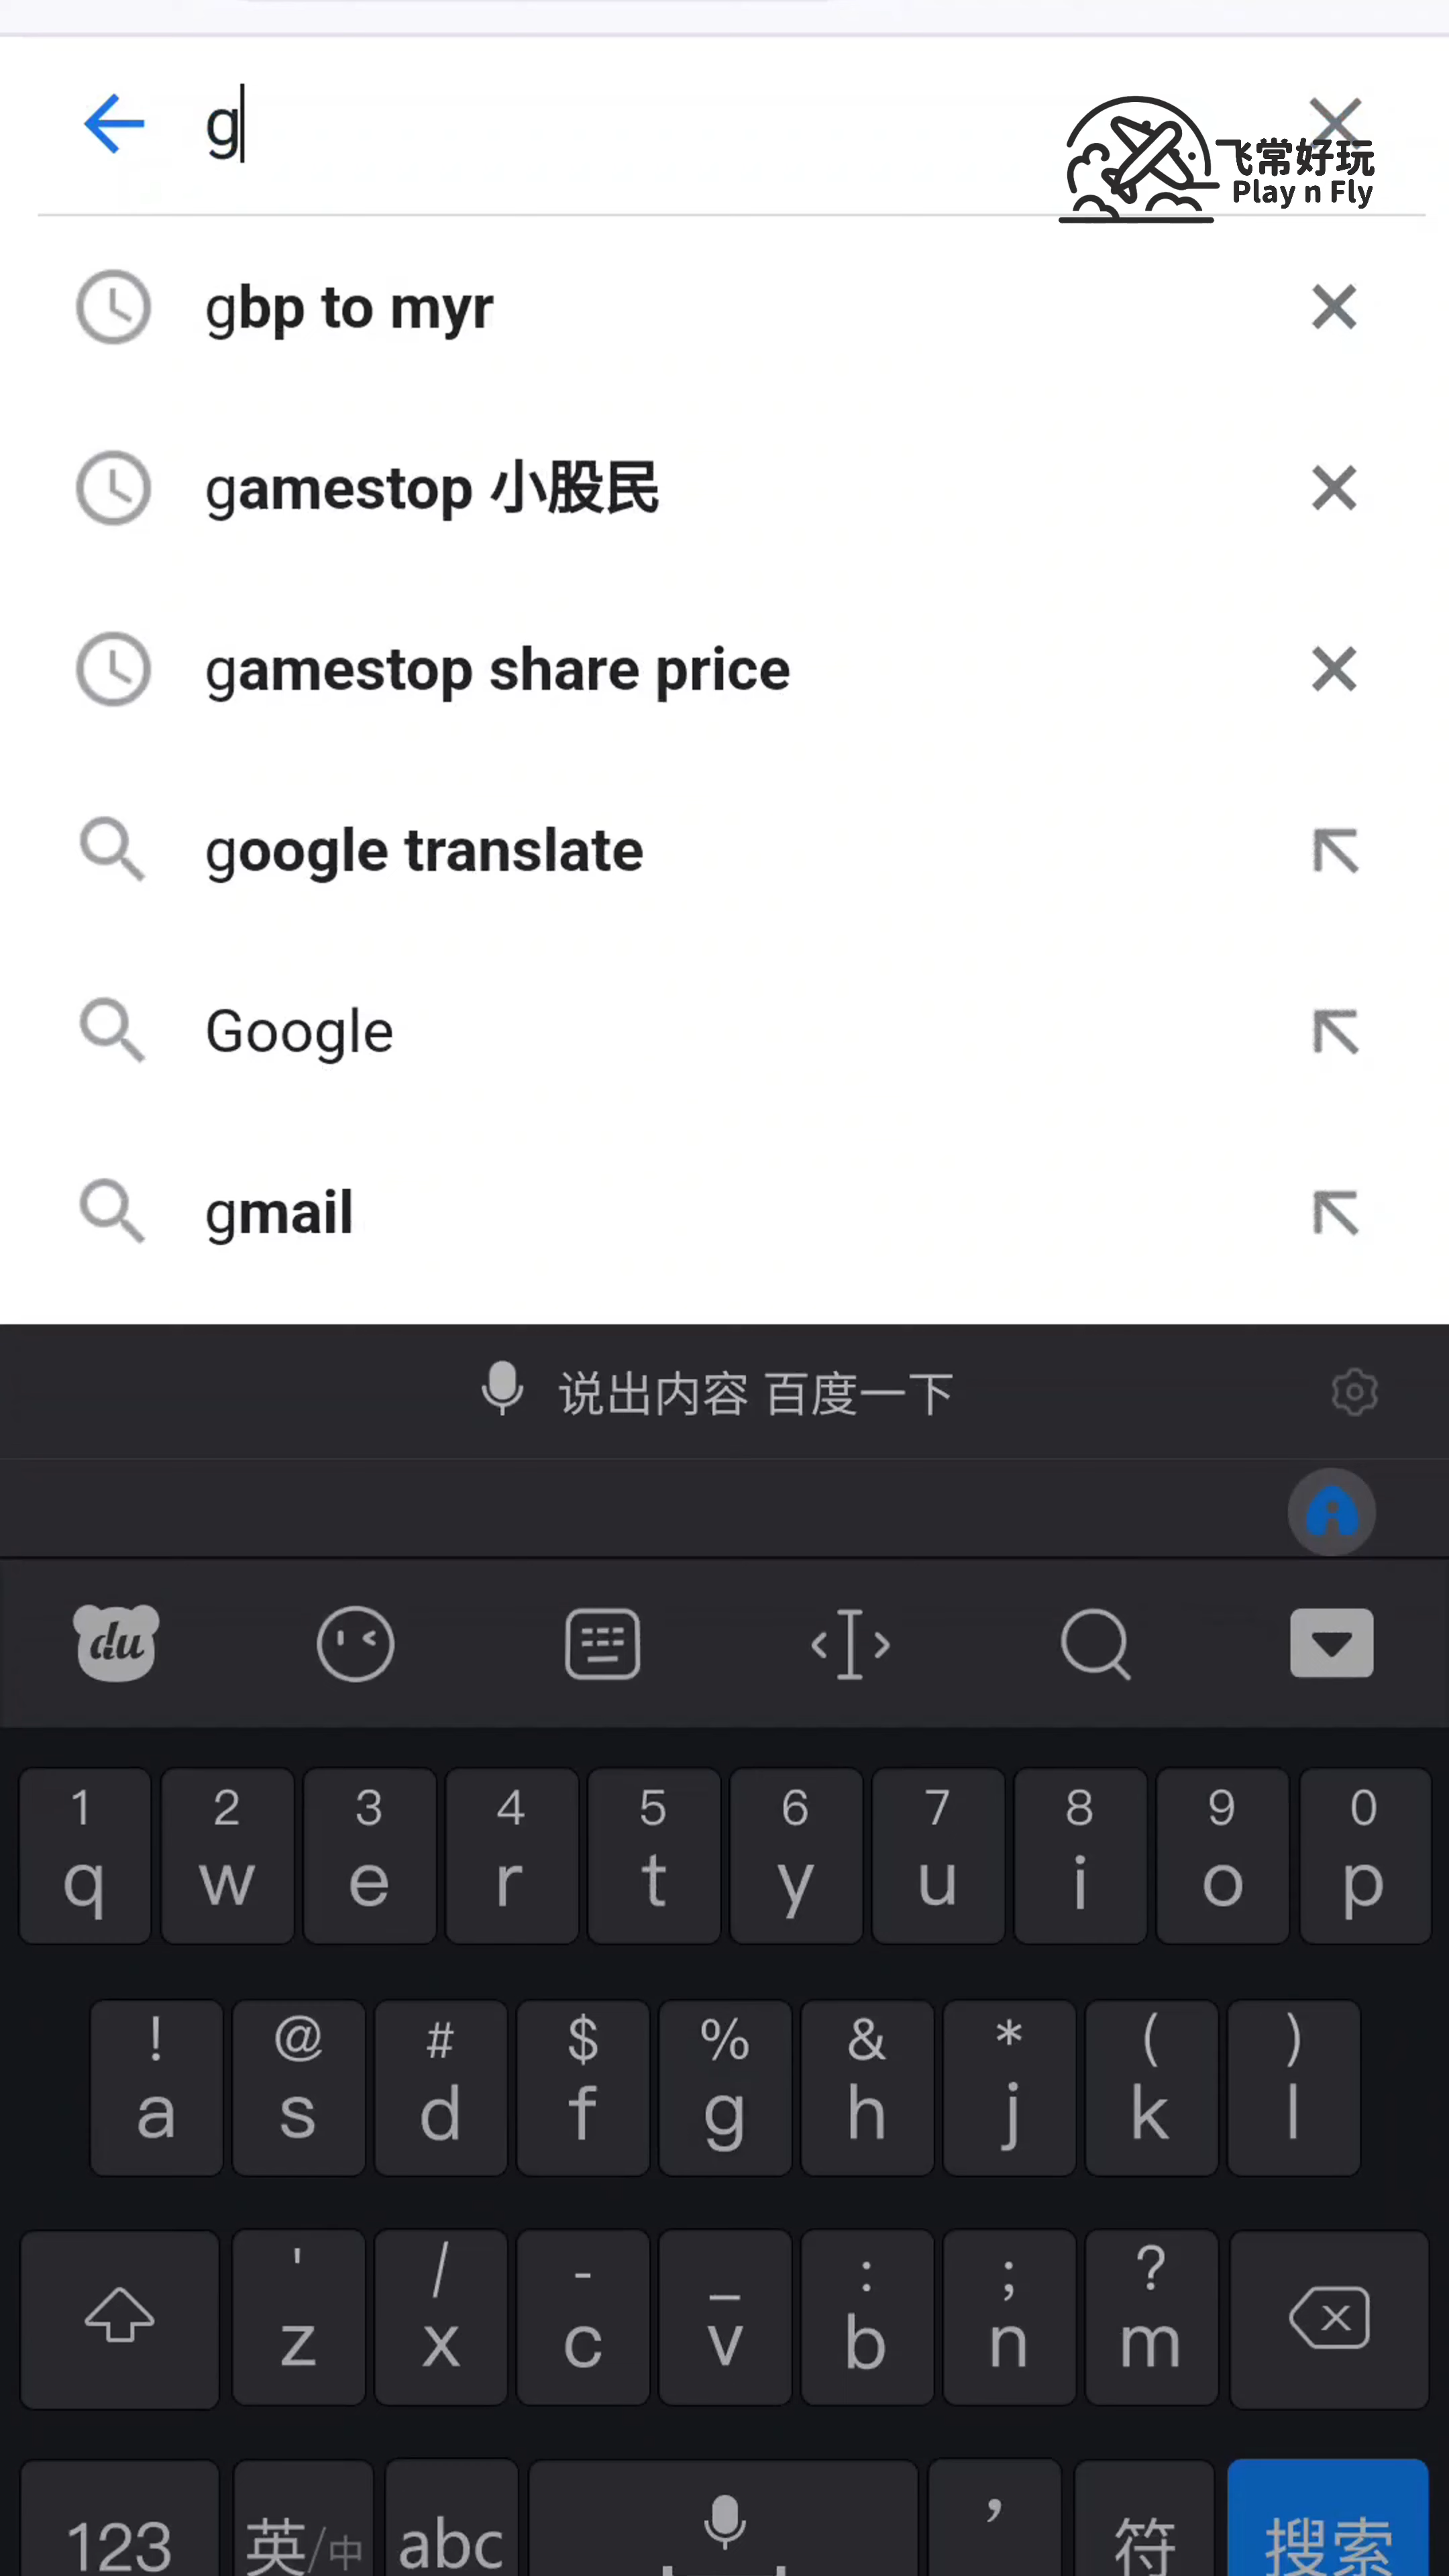 g
飞常好玩
Play n Fly
gbp to myr
gamestop 小股民
gamestop share price
google translate
Google
gmail
说出内容 百度一下
du
1 2 3 4 5 6 7 8 9 0
q w e r t y u i o p
! @ # $ % & * ( )
a s d f g h j k l
' / - _ : ; ?
z x c v b n m
123 英/中 abc , 符 搜索